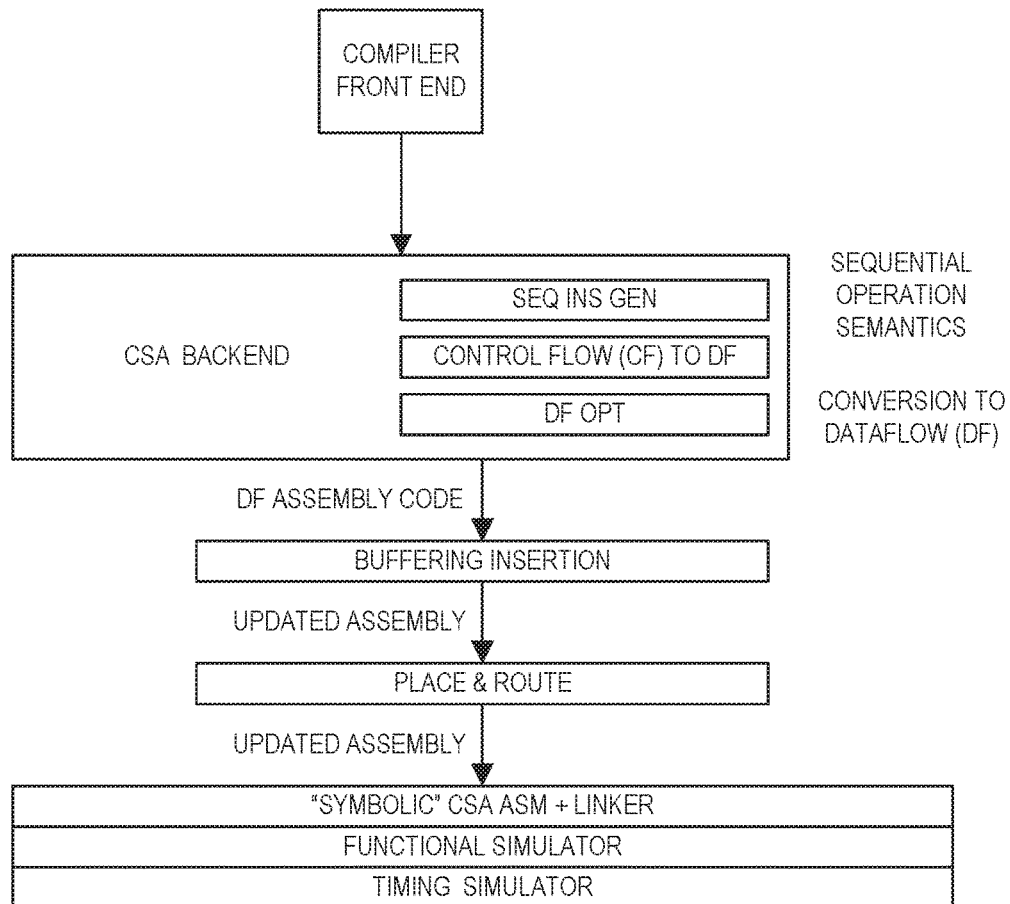 COMPILER
FRONT END
CSA BACKEND
SEQ INS GEN
CONTROL FLOW (CF) TO DF
DF OPT
SEQUENTIAL
OPERATION
SEMANTICS
CONVERSION TO
DATAFLOW (DF)
DF ASSEMBLY CODE
BUFFERING INSERTION
UPDATED ASSEMBLY
PLACE & ROUTE
UPDATED ASSEMBLY
“SYMBOLIC” CSA ASM + LINKER
FUNCTIONAL SIMULATOR
TIMING SIMULATOR